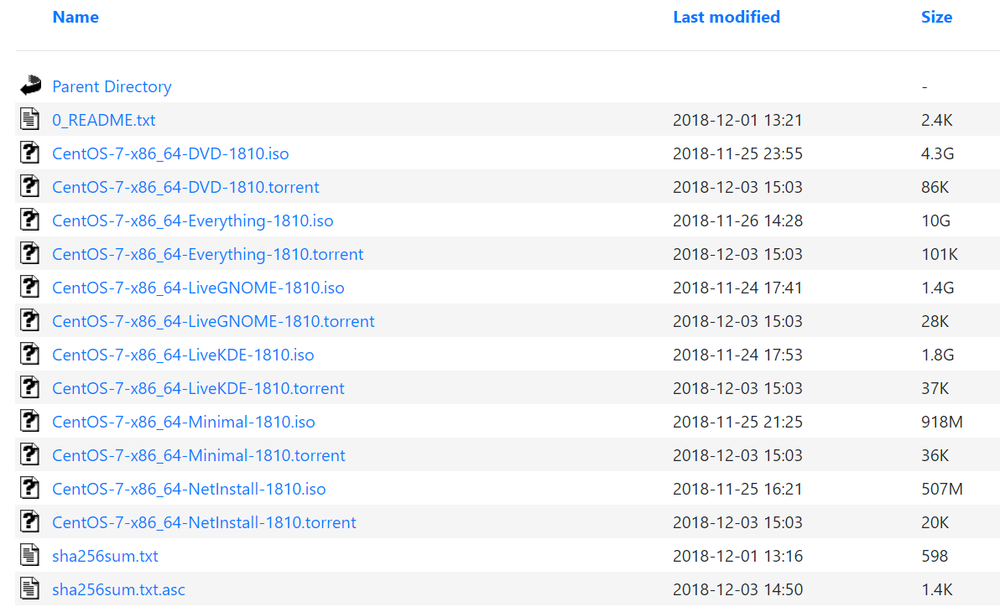 Name Last modified Size
Parent Directory -
0_README.txt 2018-12-01 13:21 2.4K
CentOS-7-x86_64-DVD-1810.iso 2018-11-25 23:55 4.3G
CentOS-7-x86_64-DVD-1810.torrent 2018-12-03 15:03 86K
CentOS-7-x86_64-Everything-1810.iso 2018-11-26 14:28 10G
CentOS-7-x86_64-Everything-1810.torrent 2018-12-03 15:03 101K
CentOS-7-x86_64-LiveGNOME-1810.iso 2018-11-24 17:41 1.4G
CentOS-7-x86_64-LiveGNOME-1810.torrent 2018-12-03 15:03 28K
CentOS-7-x86_64-LiveKDE-1810.iso 2018-11-24 17:53 1.8G
CentOS-7-x86_64-LiveKDE-1810.torrent 2018-12-03 15:03 37K
CentOS-7-x86_64-Minimal-1810.iso 2018-11-25 21:25 918M
CentOS-7-x86_64-Minimal-1810.torrent 2018-12-03 15:03 36K
CentOS-7-x86_64-NetInstall-1810.iso 2018-11-25 16:21 507M
CentOS-7-x86_64-NetInstall-1810.torrent 2018-12-03 15:03 20K
sha256sum.txt 2018-12-01 13:16 598
sha256sum.txt.asc 2018-12-03 14:50 1.4K